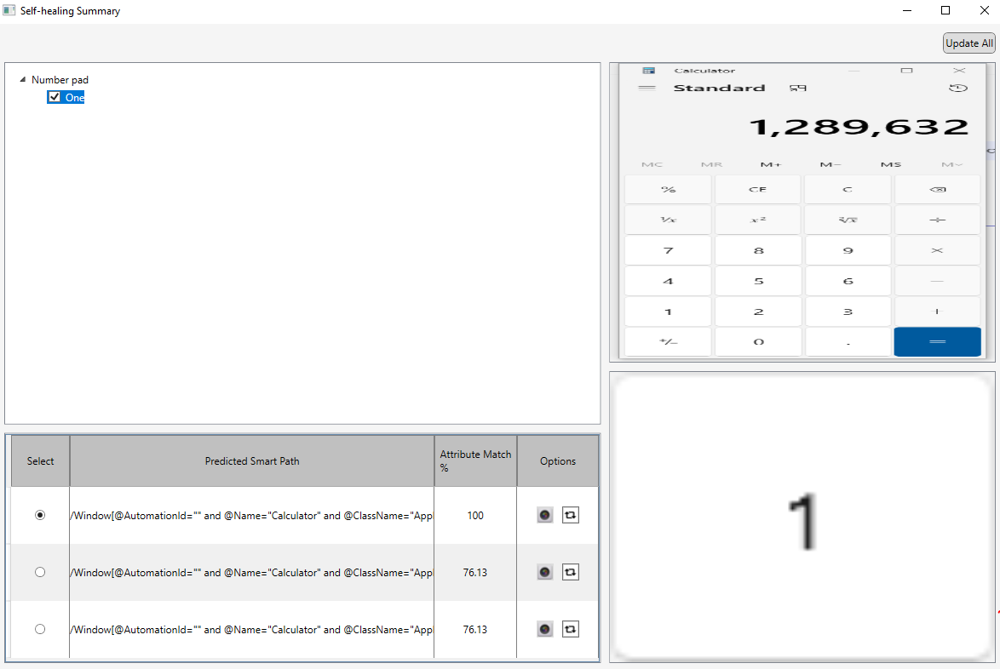 Self-healing Summary
Update All
Number pad
One
Calculator
Standard
1,289,632
MC MR M+ M− MS M
% CE C
¹/x x² ²√x ÷
7 8 9 ×
4 5 6 −
1 2 3 +
+/− 0 . =
Select Predicted Smart Path Attribute Match % Options
/Window[@AutomationId="" and @Name="Calculator" and @ClassName="Appl 100
/Window[@AutomationId="" and @Name="Calculator" and @ClassName="Appl 76.13
/Window[@AutomationId="" and @Name="Calculator" and @ClassName="Appl 76.13
1